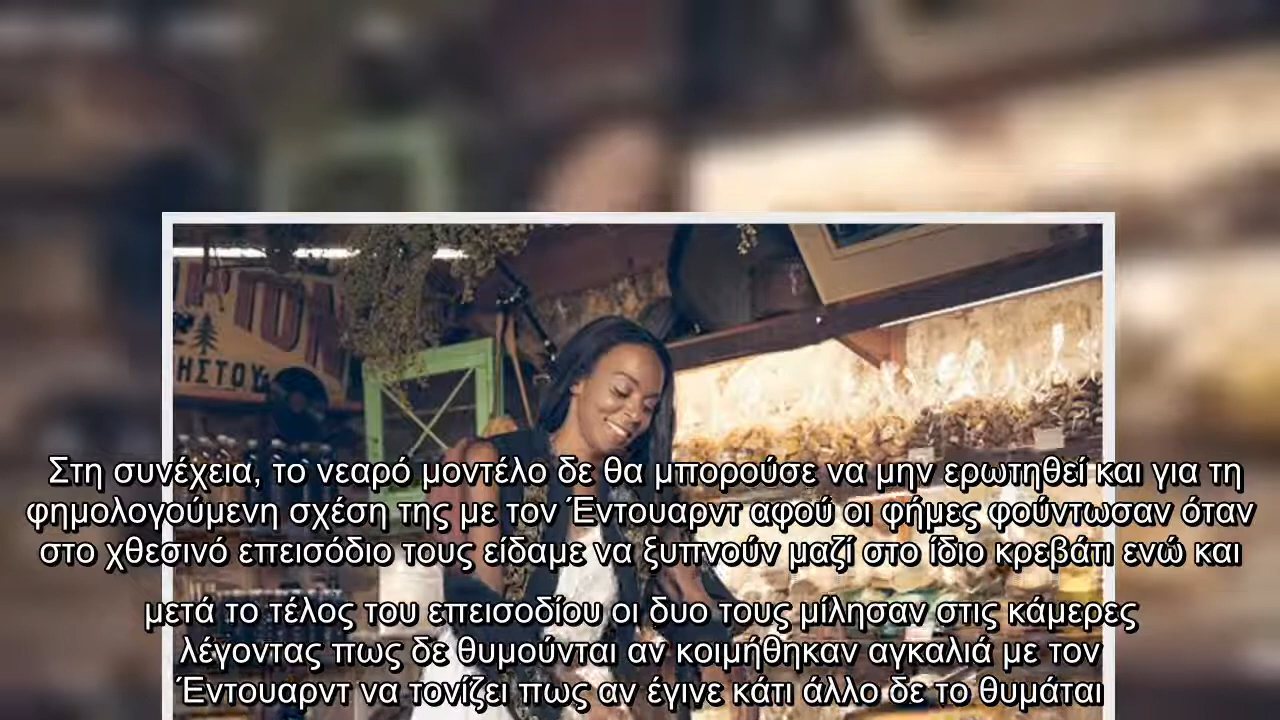 ΗΣΤΟΥ
Στη συνέχεια, το νεαρό μοντέλο δε θα μπορούσε να μην ερωτηθεί και για τη
φημολογούμενη σχέση της με τον Έντουαρντ αφού οι φήμες φούντωσαν όταν
στο χθεσινό επεισόδιο τους είδαμε να ξυπνούν μαζί στο ίδιο κρεβάτι ενώ και
μετά το τέλος του επεισοδίου οι δυο τους μίλησαν στις κάμερες
λέγοντας πως δε θυμούνται αν κοιμήθηκαν αγκαλιά με τον
Έντουαρντ να τονίζει πως αν έγινε κάτι άλλο δε το θυμάται